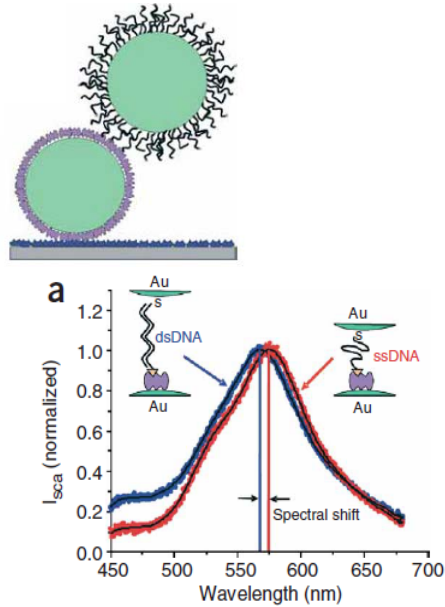 a
Au
S
dsDNA
Au
Au
S
ssDNA
Au
Spectral shift
I_sca (normalized)
1.2
1.0
0.8
0.6
0.4
0.2
0.0
450 500 550 600 650 700
Wavelength (nm)